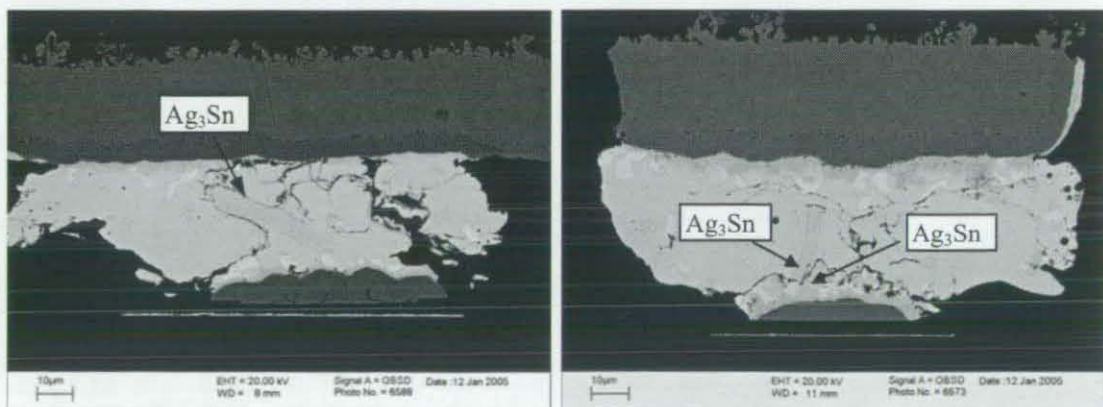 Ag₃Sn
10µm
EHT = 20.00 kV
WD = 8 mm
Signal A = QBSD
Photo No. = 6586
Date :12 Jan 2005
Ag₃Sn
Ag₃Sn
10µm
EHT = 20.00 kV
WD = 11 mm
Signal A = QBSD
Photo No. = 6573
Date :12 Jan 2005